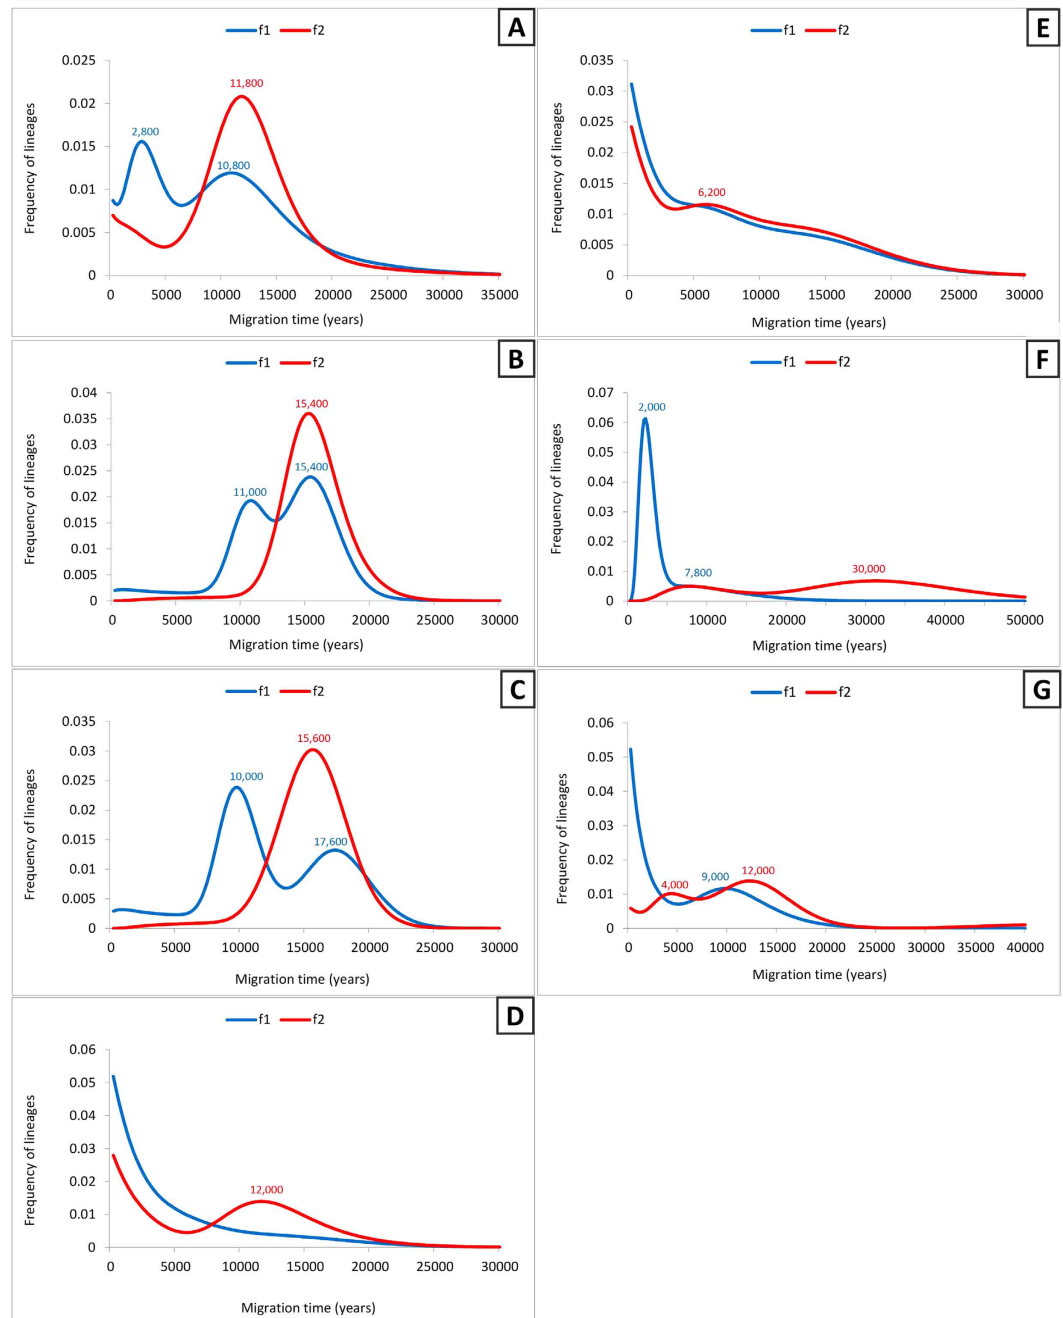 f1 f2
A
Frequency of lineages
0.025
0.02
0.015
0.01
0.005
0
2,800
11,800
10,800
0 5000 10000 15000 20000 25000 30000 35000
Migration time (years)
f1 f2
B
Frequency of lineages
0.04
0.035
0.03
0.025
0.02
0.015
0.01
0.005
0
15,400
15,400
11,000
0 5000 10000 15000 20000 25000 30000
Migration time (years)
f1 f2
C
Frequency of lineages
0.035
0.03
0.025
0.02
0.015
0.01
0.005
0
15,600
10,000
17,600
0 5000 10000 15000 20000 25000 30000
Migration time (years)
f1 f2
D
Frequency of lineages
0.06
0.05
0.04
0.03
0.02
0.01
0
12,000
0 5000 10000 15000 20000 25000 30000
Migration time (years)
f1 f2
E
Frequency of lineages
0.035
0.03
0.025
0.02
0.015
0.01
0.005
0
6,200
0 5000 10000 15000 20000 25000 30000
Migration time (years)
f1 f2
F
Frequency of lineages
0.07
0.06
0.05
0.04
0.03
0.02
0.01
0
2,000
7,800
30,000
0 10000 20000 30000 40000 50000
Migration time (years)
f1 f2
G
Frequency of lineages
0.06
0.05
0.04
0.03
0.02
0.01
0
4,000
9,000
12,000
0 5000 10000 15000 20000 25000 30000 35000 40000
Migration time (years)